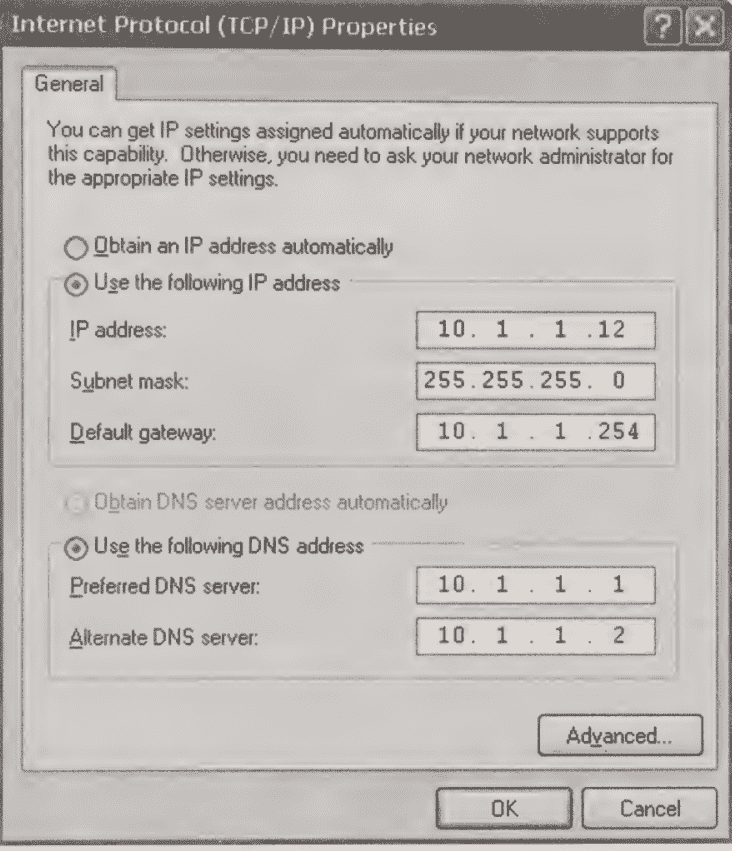 Internet Protocol (TCP/IP) Properties
General
You can get IP settings assigned automatically if your network supports
this capability. Otherwise, you need to ask your network administrator for
the appropriate IP settings.
Obtain an IP address automatically
Use the following IP address
IP address: 10. 1 . 1 .12
Subnet mask: 255.255.255. 0
Default gateway: 10. 1 . 1 .254
Obtain DNS server address automatically
Use the following DNS address
Preferred DNS server: 10. 1 . 1 . 1
Alternate DNS server: 10. 1 . 1 . 2
Advanced...
OK Cancel